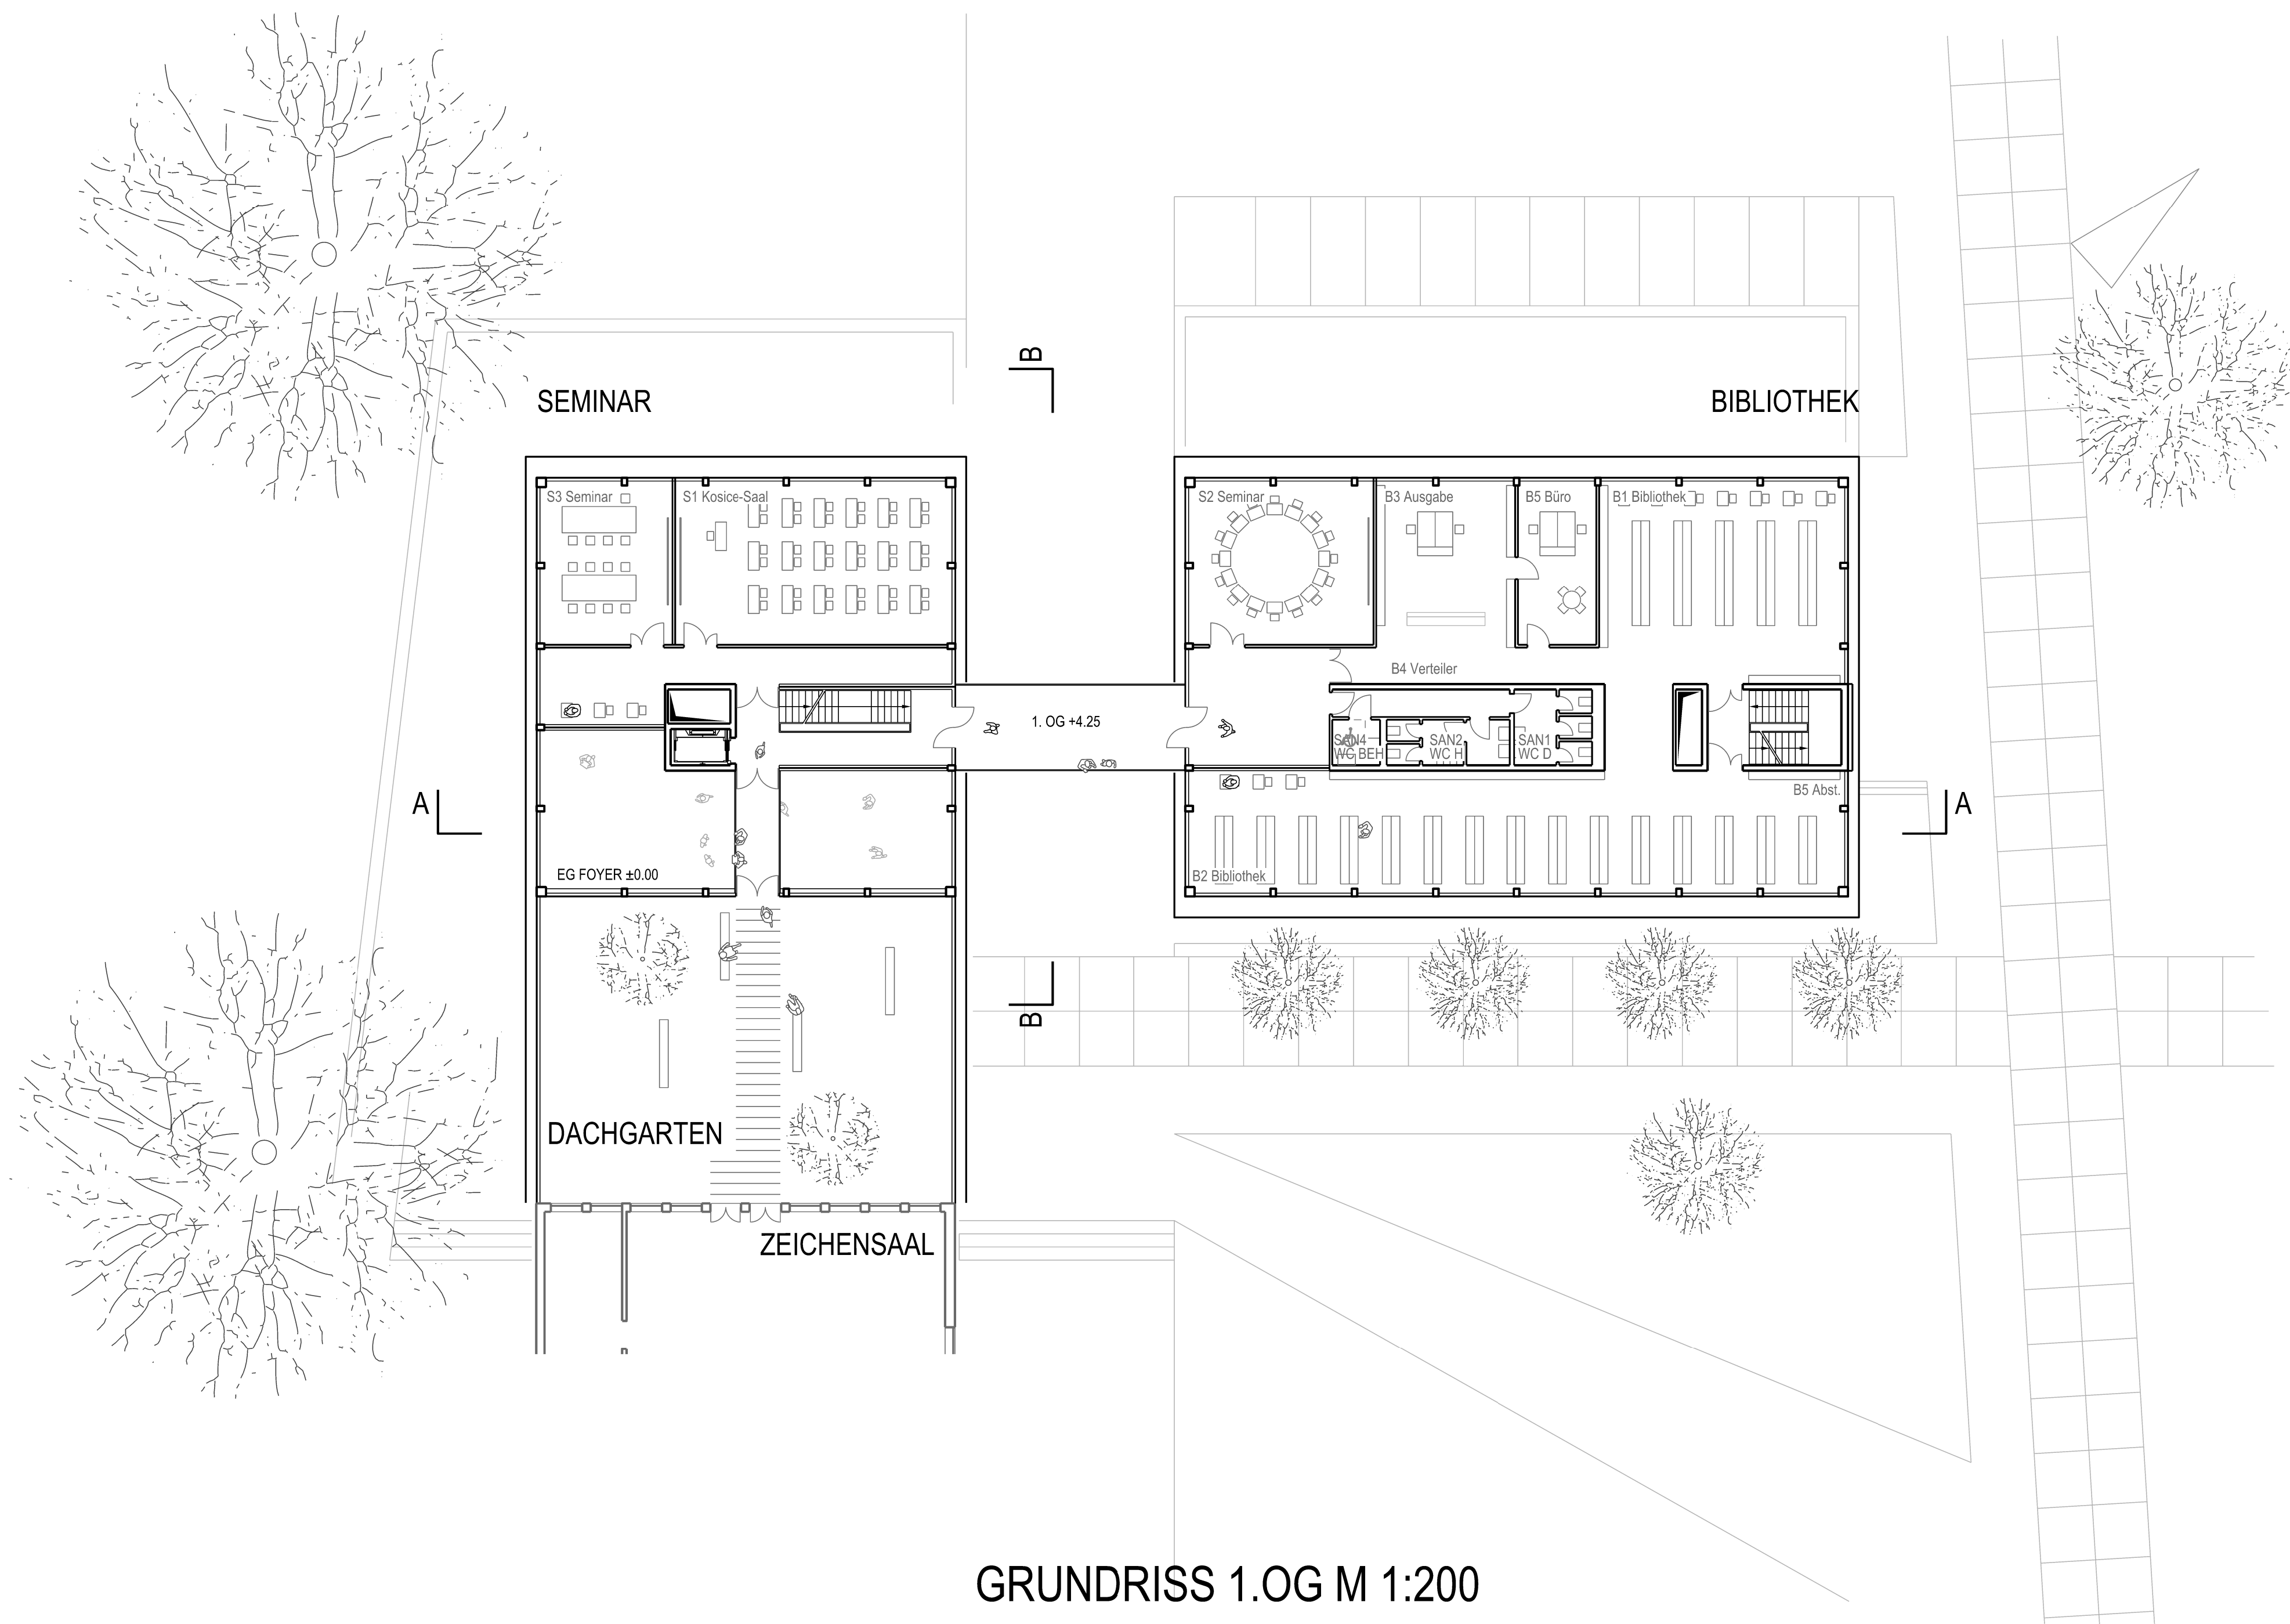 B
SEMINAR
BIBLIOTHEK
S3 Seminar
S1 Kosice-Saal
S2 Seminar
B3 Ausgabe
B5 Büro
B1 Bibliothek
B4 Verteiler
1. OG +4.25
SAN4
WC BEH
SAN2
WC H
SAN1
WC D
B5 Abst.
A
A
EG FOYER ±0.00
B2 Bibliothek
B
DACHGARTEN
ZEICHENSAAL
GRUNDRISS 1.OG M 1:200